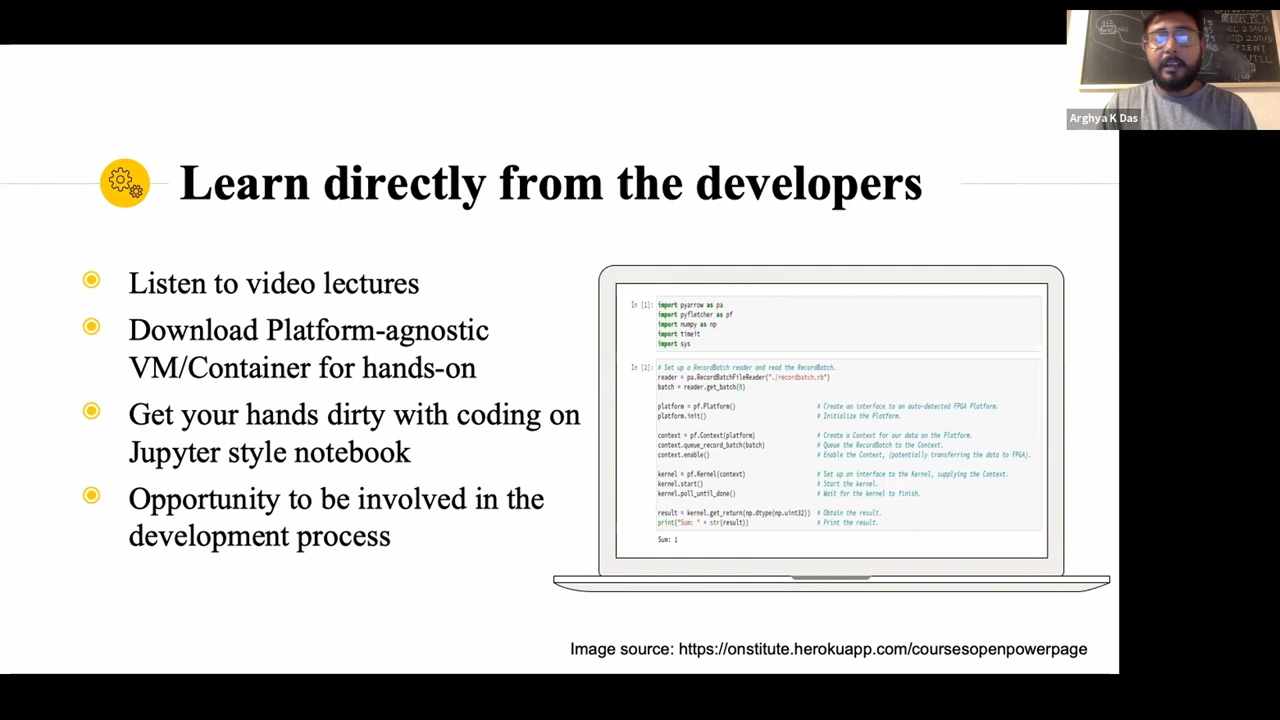 Arghya K Das
Learn directly from the developers
Listen to video lectures
Download Platform-agnostic
VM/Container for hands-on
Get your hands dirty with coding on
Jupyter style notebook
Opportunity to be involved in the
development process
In [1]: import pyarrow as pa
import pyfletcher as pf
import numpy as np
import timeit
import sys
In [2]: # Set up a RecordBatch reader and read the RecordBatch.
reader = pa.RecordBatchFileReader("./recordbatch.rb")
batch = reader.get_batch(0)
platform = pf.Platform() # Create an interface to an auto-detected FPGA Platform.
platform.init() # Initialize the Platform.
context = pf.Context(platform) # Create a Context for our data on the Platform.
context.queue_record_batch(batch) # Queue the RecordBatch to the Context.
context.enable() # Enable the Context, (potentially transferring the data to FPGA).
kernel = pf.Kernel(context) # Set up an interface to the Kernel, supplying the Context.
kernel.start() # Start the kernel.
kernel.poll_until_done() # Wait for the kernel to finish.
result = kernel.get_return(np.dtype(np.uint32)) # Obtain the result.
print("Sum: " + str(result)) # Print the result.
Sum: 1
Image source: https://onstitute.herokuapp.com/coursesopenpowerpage